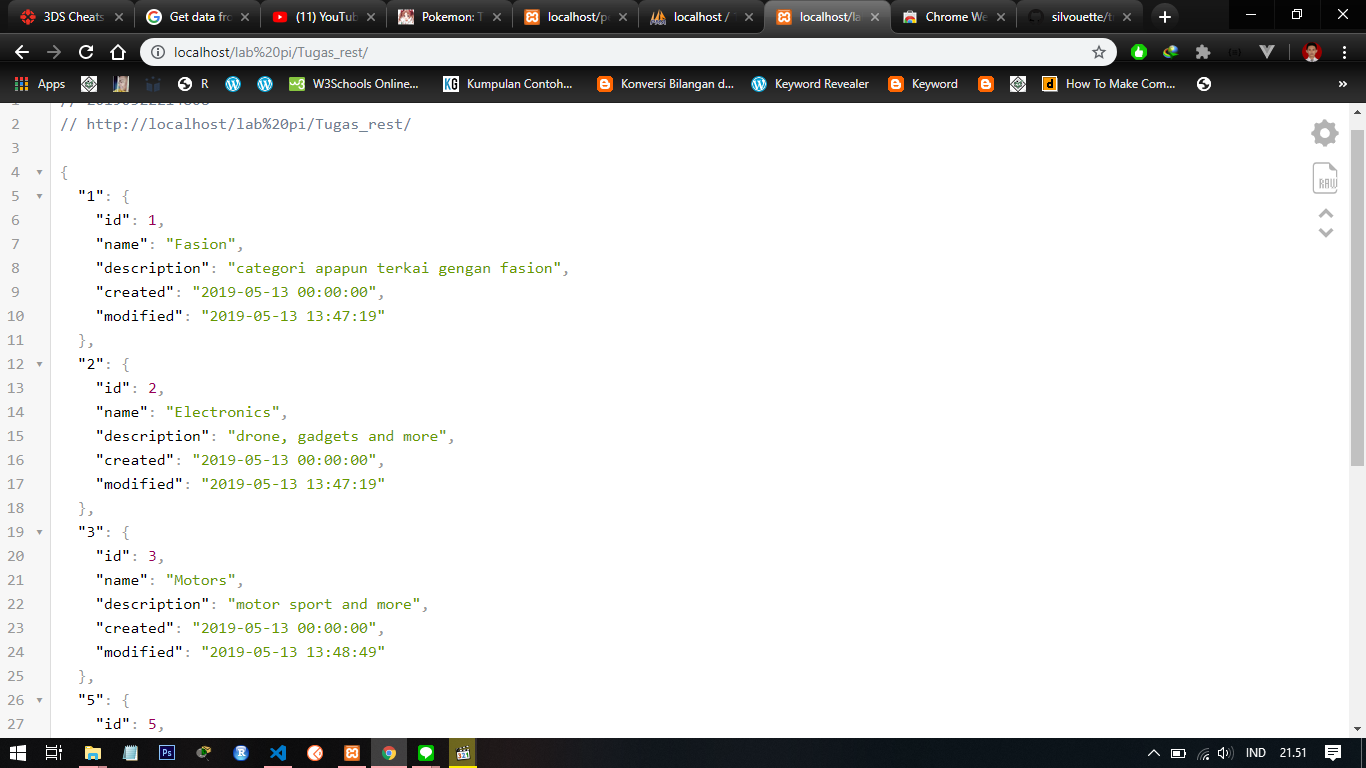 3DS Cheats
Get data fro
(11) YouTub
Pokemon: T
localhost/p
localhost /
localhost/la
Chrome We
silvouette/t
localhost/lab%20pi/Tugas_rest/
Apps
R
W3Schools Online...
KG Kumpulan Contoh...
Konversi Bilangan d...
Keyword Revealer
Keyword
How To Make Com...
»
2 // http://localhost/lab%20pi/Tugas_rest/
3
4 {
5 "1": {
6 "id": 1,
7 "name": "Fasion",
8 "description": "categori apapun terkai gengan fasion",
9 "created": "2019-05-13 00:00:00",
10 "modified": "2019-05-13 13:47:19"
11 },
12 "2": {
13 "id": 2,
14 "name": "Electronics",
15 "description": "drone, gadgets and more",
16 "created": "2019-05-13 00:00:00",
17 "modified": "2019-05-13 13:47:19"
18 },
19 "3": {
20 "id": 3,
21 "name": "Motors",
22 "description": "motor sport and more",
23 "created": "2019-05-13 00:00:00",
24 "modified": "2019-05-13 13:48:49"
25 },
26 "5": {
27 "id": 5,
RAW
Ps
R
IND
21.51